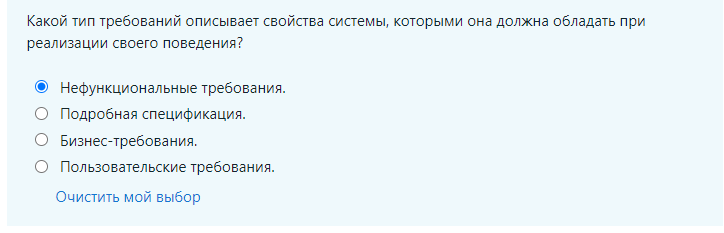 Какой тип требований описывает свойства системы, которыми она должна обладать при
реализации своего поведения?
Нефункциональные требования.
Подробная спецификация.
Бизнес-требования.
Пользовательские требования.
Очистить мой выбор